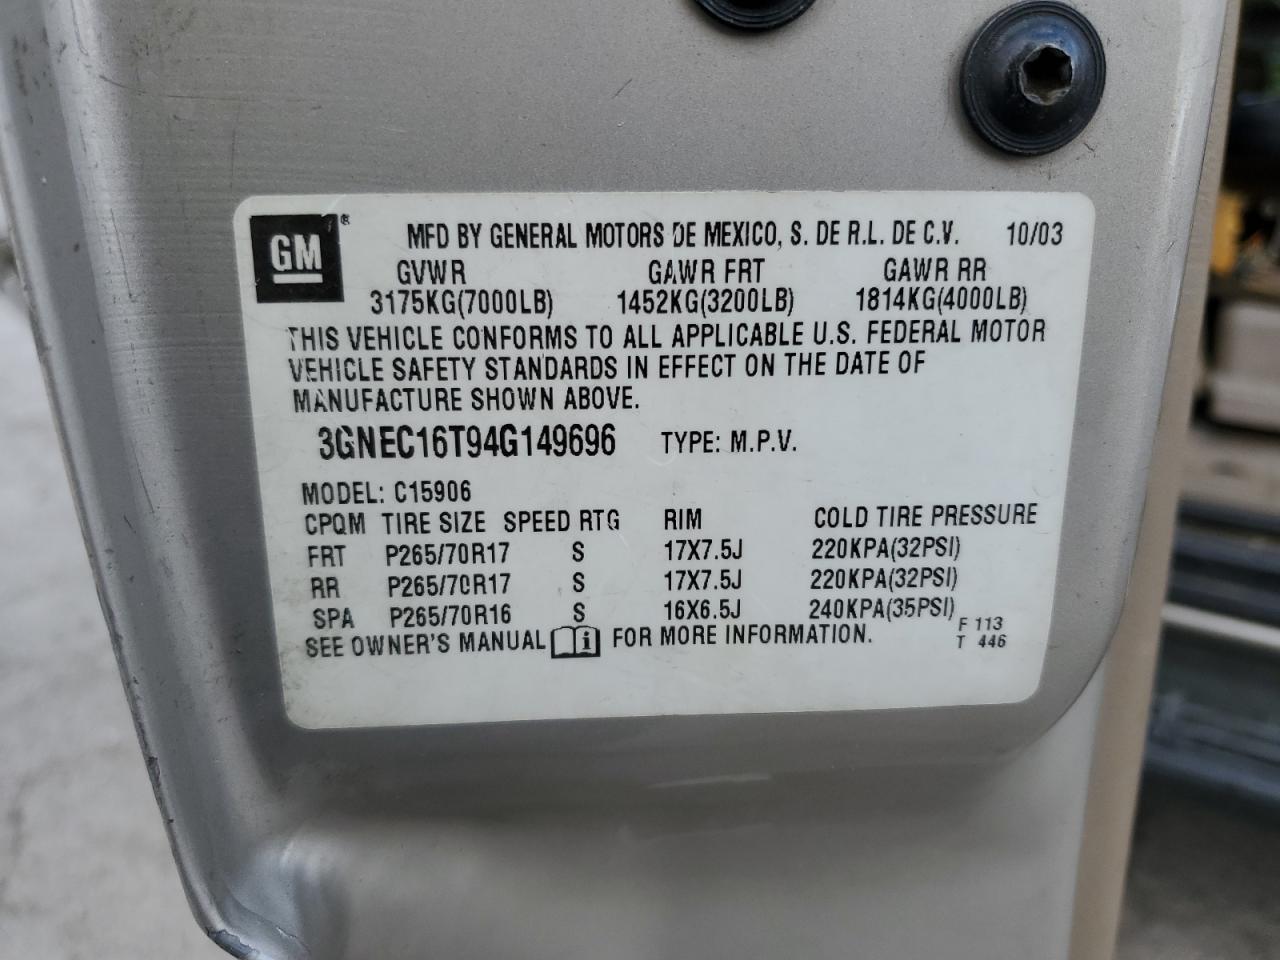 GM ® MFD BY GENERAL MOTORS DE MEXICO, S. DE R.L. DE C.V. 10/03
GVWR GAWR FRT GAWR RR
3175KG(7000LB) 1452KG(3200LB) 1814KG(4000LB)
THIS VEHICLE CONFORMS TO ALL APPLICABLE U.S. FEDERAL MOTOR
VEHICLE SAFETY STANDARDS IN EFFECT ON THE DATE OF
MANUFACTURE SHOWN ABOVE.
3GNEC16T94G149696 TYPE: M.P.V.
MODEL: C15906
CPQM TIRE SIZE SPEED RTG RIM COLD TIRE PRESSURE
FRT P265/70R17 S 17X7.5J 220KPA(32PSI)
RR P265/70R17 S 17X7.5J 220KPA(32PSI)
SPA P265/70R16 S 16X6.5J 240KPA(35PSI)
SEE OWNER'S MANUAL i FOR MORE INFORMATION.
F 113
T 446